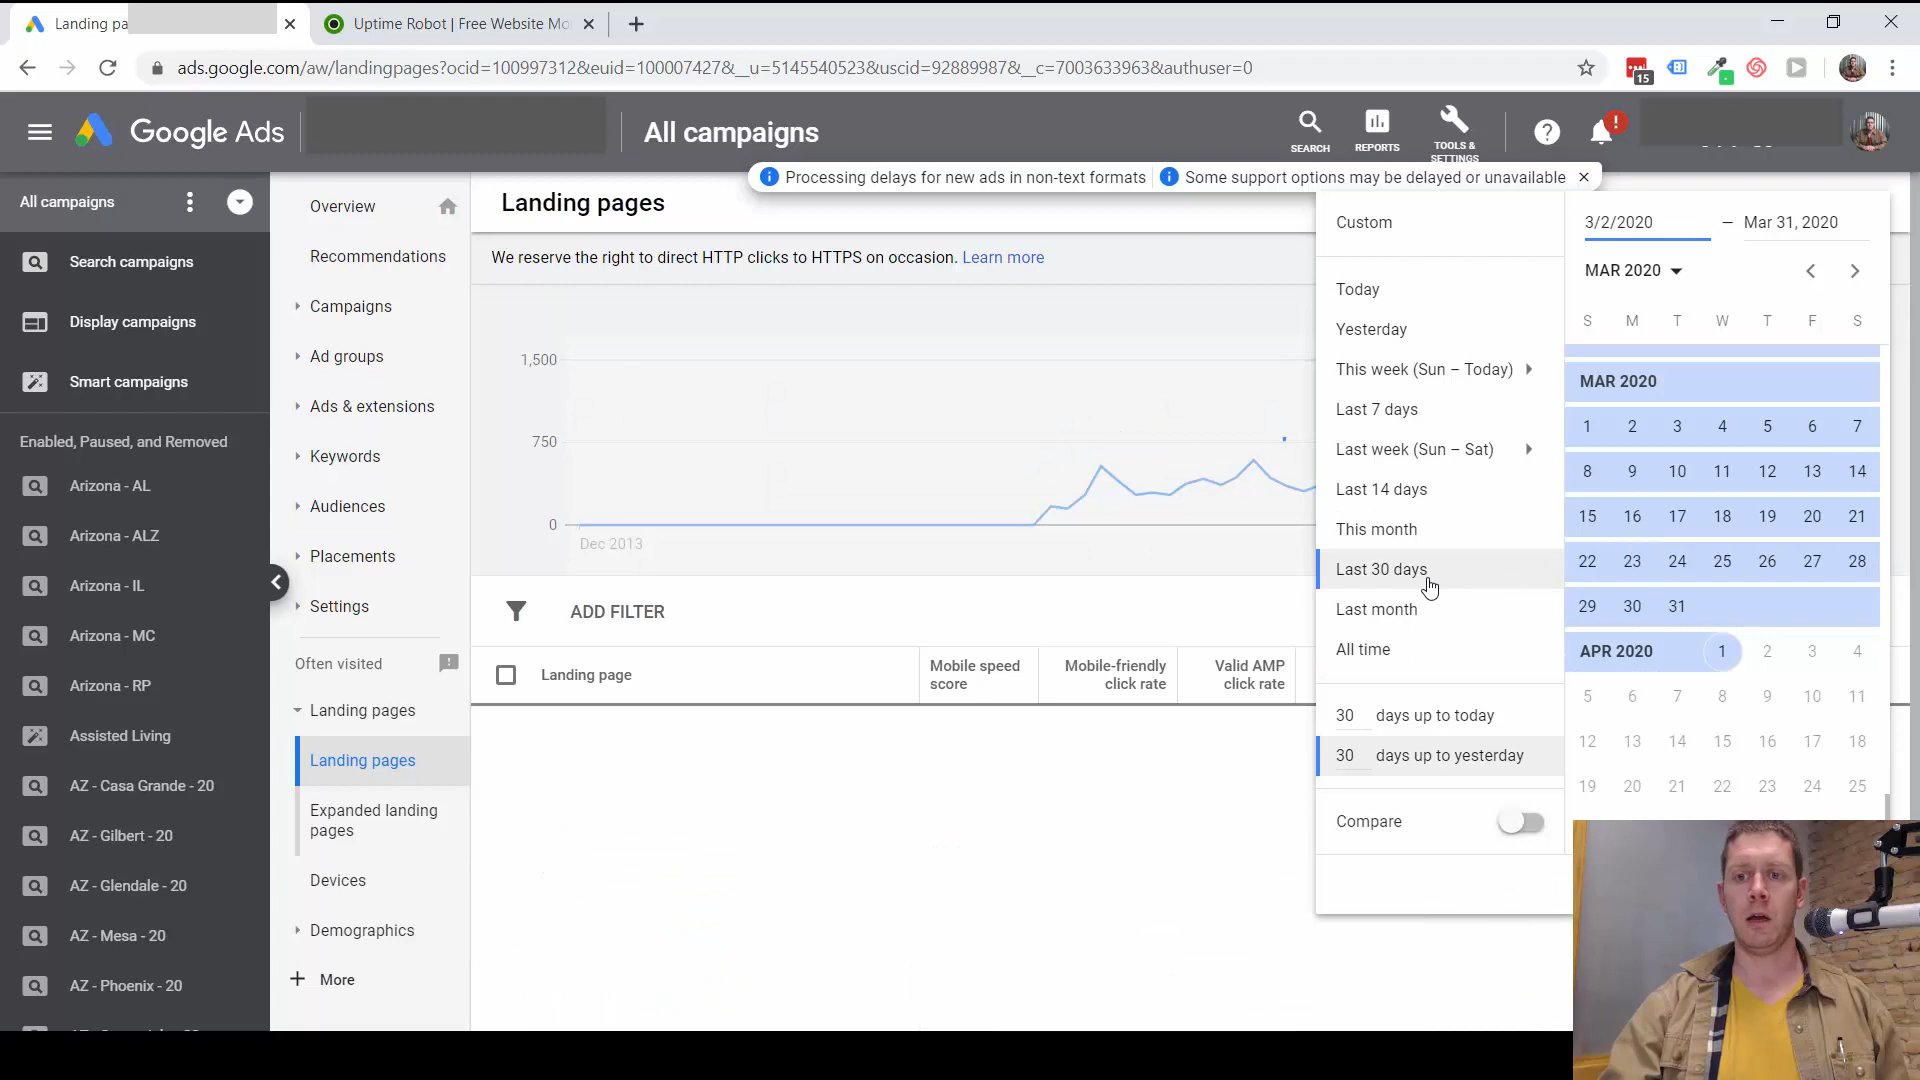 Landing pa
Uptime Robot | Free Website Mo
ads.google.com/aw/landingpages?ocid=100997312&euid=100007427&__u=5145540523&uscid=92889987&__c=7003633963&authuser=0
15
Google Ads
All campaigns
SEARCH
REPORTS
TOOLS & SETTINGS
Processing delays for new ads in non-text formats
Some support options may be delayed or unavailable
All campaigns
Search campaigns
Display campaigns
Smart campaigns
Enabled, Paused, and Removed
Arizona - AL
Arizona - ALZ
Arizona - IL
Arizona - MC
Arizona - RP
Assisted Living
AZ - Casa Grande - 20
AZ - Gilbert - 20
AZ - Glendale - 20
AZ - Mesa - 20
AZ - Phoenix - 20
Overview
Recommendations
Campaigns
Ad groups
Ads & extensions
Keywords
Audiences
Placements
Settings
Often visited
Landing pages
Landing pages
Expanded landing
pages
Devices
Demographics
More
Landing pages
We reserve the right to direct HTTP clicks to HTTPS on occasion. Learn more
1,500
750
0
Dec 2013
ADD FILTER
Landing page
Mobile speed
score
Mobile-friendly
click rate
Valid AMP
click rate
Custom
Today
Yesterday
This week (Sun – Today)
Last 7 days
Last week (Sun – Sat)
Last 14 days
This month
Last 30 days
Last month
All time
30 days up to today
30 days up to yesterday
Compare
3/2/2020 – Mar 31, 2020
MAR 2020
S M T W T F S
MAR 2020
1 2 3 4 5 6 7
8 9 10 11 12 13 14
15 16 17 18 19 20 21
22 23 24 25 26 27 28
29 30 31
APR 2020 1 2 3 4
5 6 7 8 9 10 11
12 13 14 15 16 17 18
19 20 21 22 23 24 25